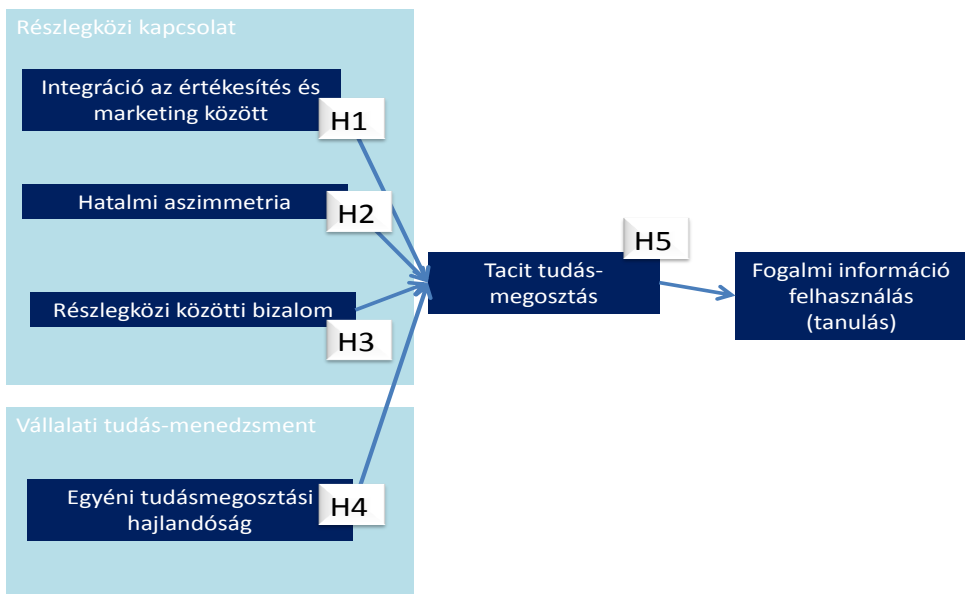 Részlegközi kapcsolat
Integráció az értékesítés és
marketing között
H1
Hatalmi aszimmetria
H2
Részlegközi közötti bizalom
H3
Vállalati tudás-menedzsment
Egyéni tudásmegosztási
hajlandóság
H4
Tacit tudás-
megosztás
H5
Fogalmi információ
felhasználás
(tanulás)